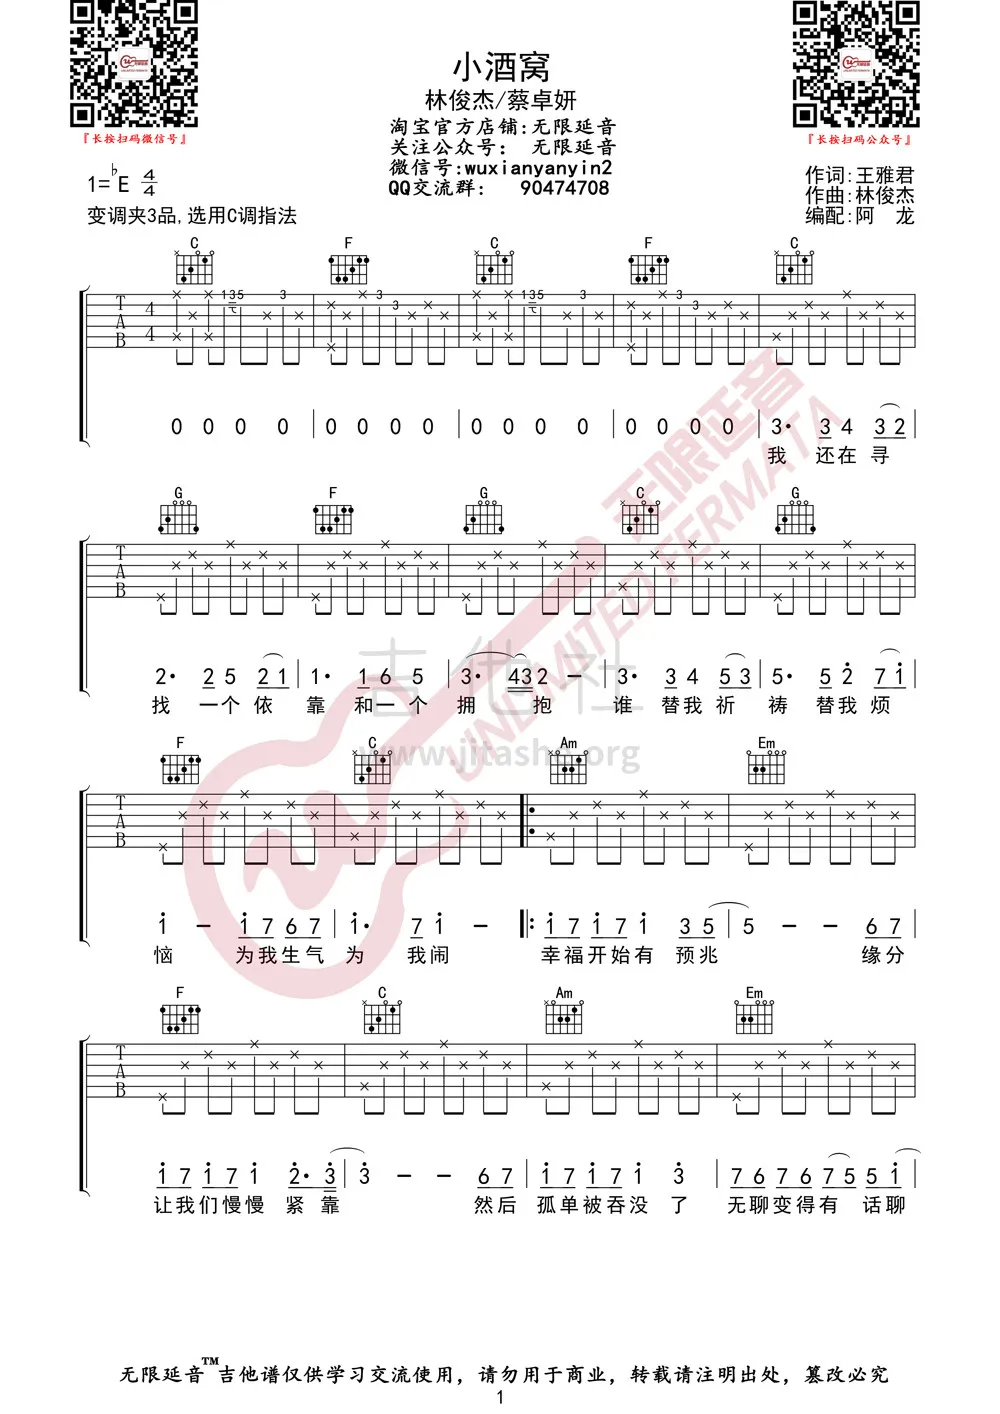 小酒窝
林俊杰/蔡卓妍
淘宝官方店铺:无限延音
关注公众号： 无限延音
微信号:wuxianyanyin2
QQ交流群： 90474708
『长按扫码微信号』
『长按扫码公众号』
1=♭E 4/4
变调夹3品,选用C调指法
作词:王雅君
作曲:林俊杰
编配:阿 龙
C F C F C
1 3 5 3 3 3 1 3 5 3 3 3
T A B 4 4
0 0 0 0 0 0 0 0 0 0 0 0 0 0 0 0 3· 3 4 3 2
我 还在 寻
G F G C G
T A B
2· 2 5 2 1 1· 1 6 5 3· 4 3 2 - 3· 3 4 5 3 5· 5 2 7 1
找 一个 依 靠 和一 个 拥 抱 谁 替我 祈 祷 替我 烦
F C Am Em
T A B
1 - 1 7 6 7 1· 7 1 - 1 7 1 7 1 3 5 5 - - 6 7
恼 为我生气 为 我闹 幸福开始有 预兆 缘分
F C Am Em
T A B
1 7 1 7 1 2· 3 3 - - 6 7 1 7 1 7 1 3 7 6 7 6 7 5 5 1
让我们慢慢 紧 靠 然后 孤单被吞没 了 无聊变得有 话聊
无限延音
UNLIMITED FERMATA
吉他社
www.jitashe.org
无限延音™吉他谱仅供学习交流使用，请勿用于商业，转载请注明出处，篡改必究
1